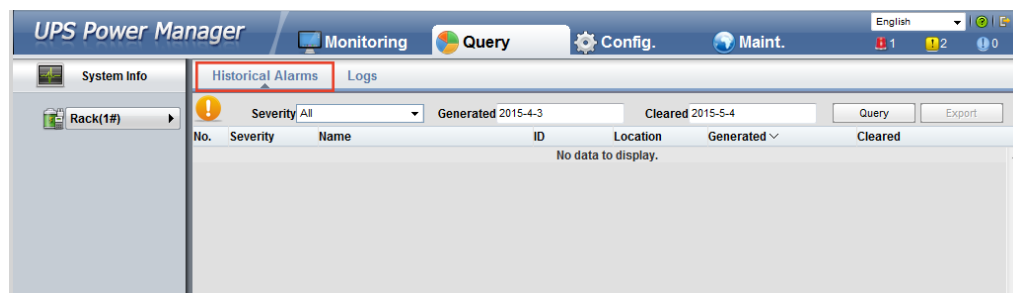 UPS Power Manager
Monitoring
Query
Config.
Maint.
English
1
2
0
System Info
Historical Alarms
Logs
Rack(1#)
Severity All
Generated 2015-4-3
Cleared 2015-5-4
Query
Export
No. Severity Name ID Location Generated Cleared
No data to display.